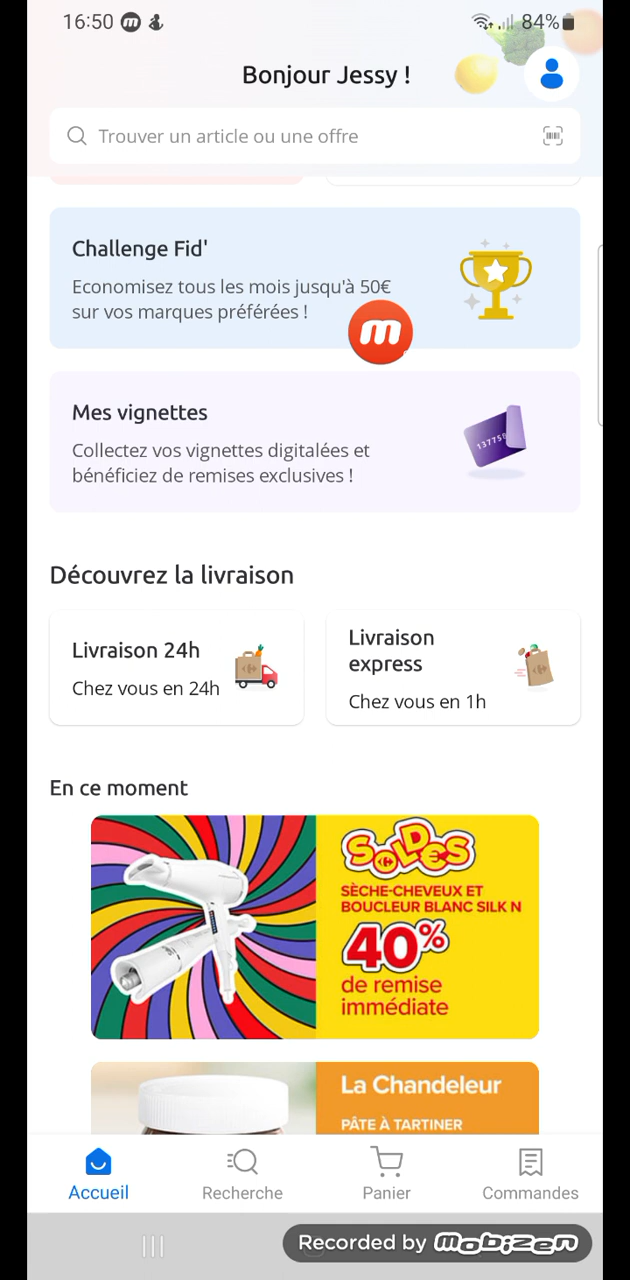 16:50
84%
Bonjour Jessy !
Trouver un article ou une offre
Challenge Fid'
Economisez tous les mois jusqu'à 50€
sur vos marques préférées !
m
Mes vignettes
Collectez vos vignettes digitalées et
bénéficiez de remises exclusives !
Découvrez la livraison
Livraison 24h
Chez vous en 24h
Livraison
express
Chez vous en 1h
En ce moment
SOLDES
SÈCHE-CHEVEUX ET
BOUCLEUR BLANC SILK N
40%
de remise
immédiate
La Chandeleur
PÂTE À TARTINER
Accueil
Recherche
Panier
Commandes
Recorded by mobizen